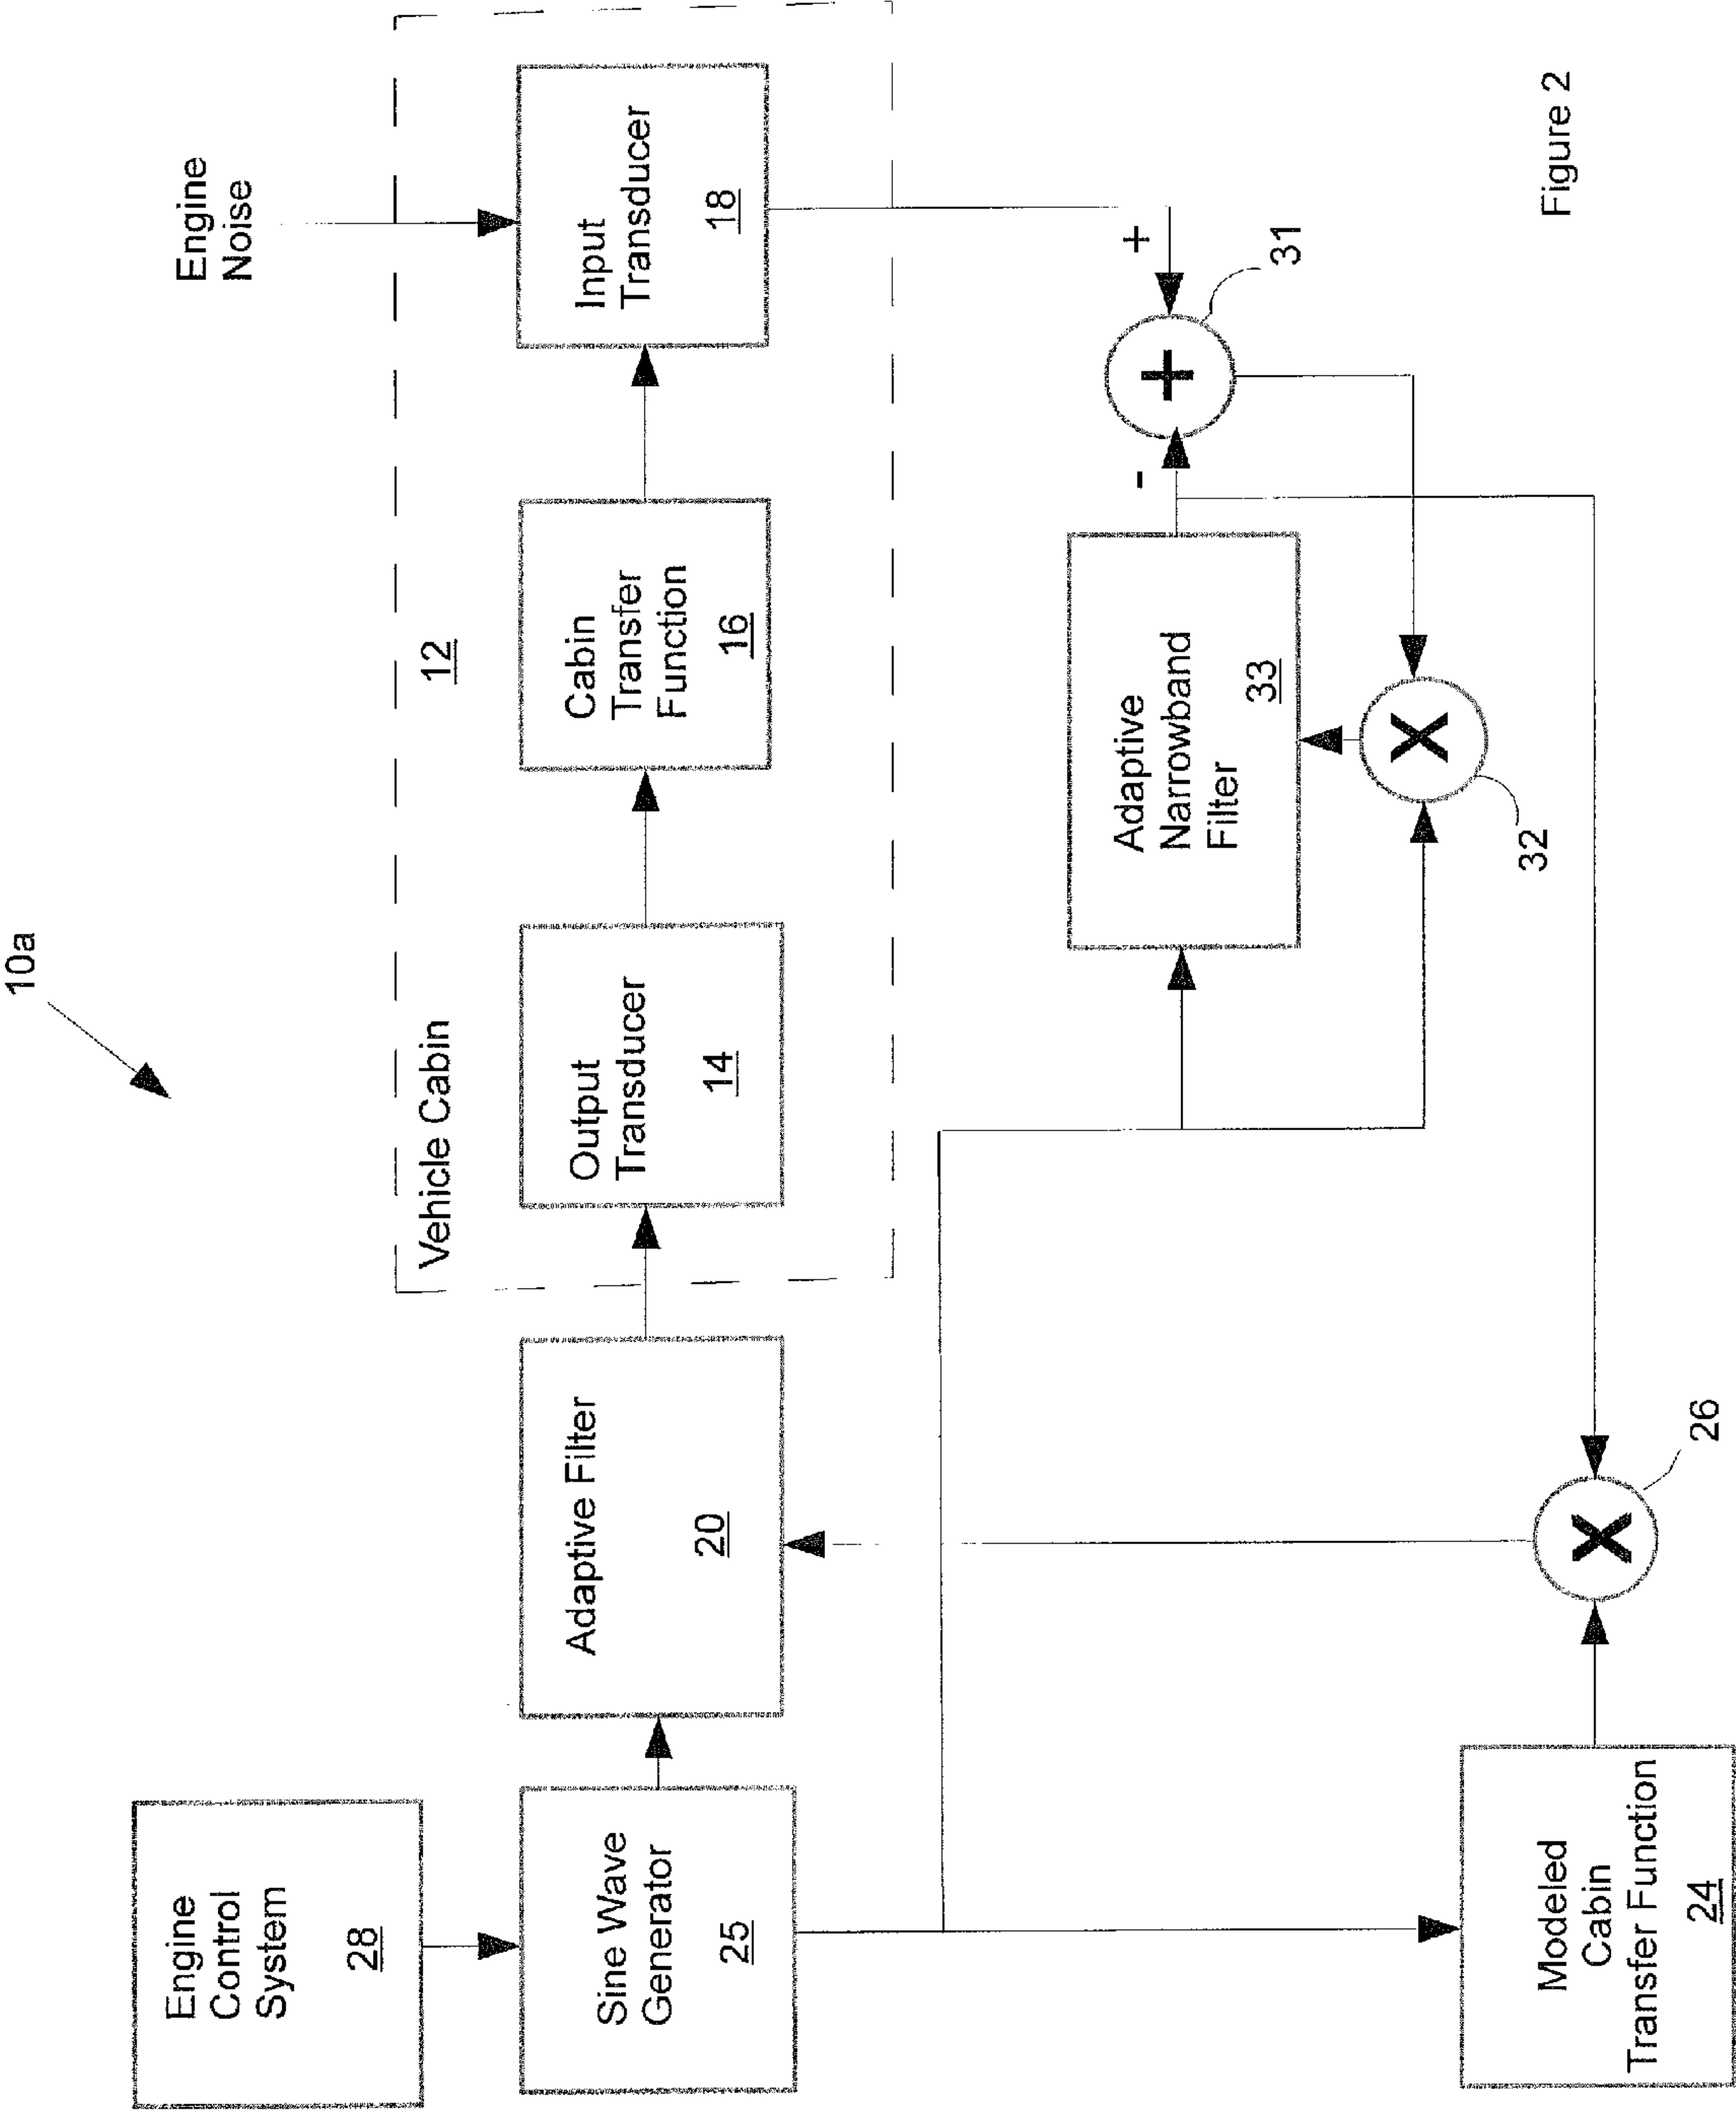 10a
Engine
Noise
Vehicle Cabin
12
Engine
Control
System
28
Sine Wave
Generator
25
Adaptive Filter
20
Output
Transducer
14
Cabin
Transfer
Function
16
Input
Transducer
18
Adaptive
Narrowband
Filter
33
-
+
+
31
X
32
X
26
Modeled
Cabin
Transfer Function
24
Figure 2